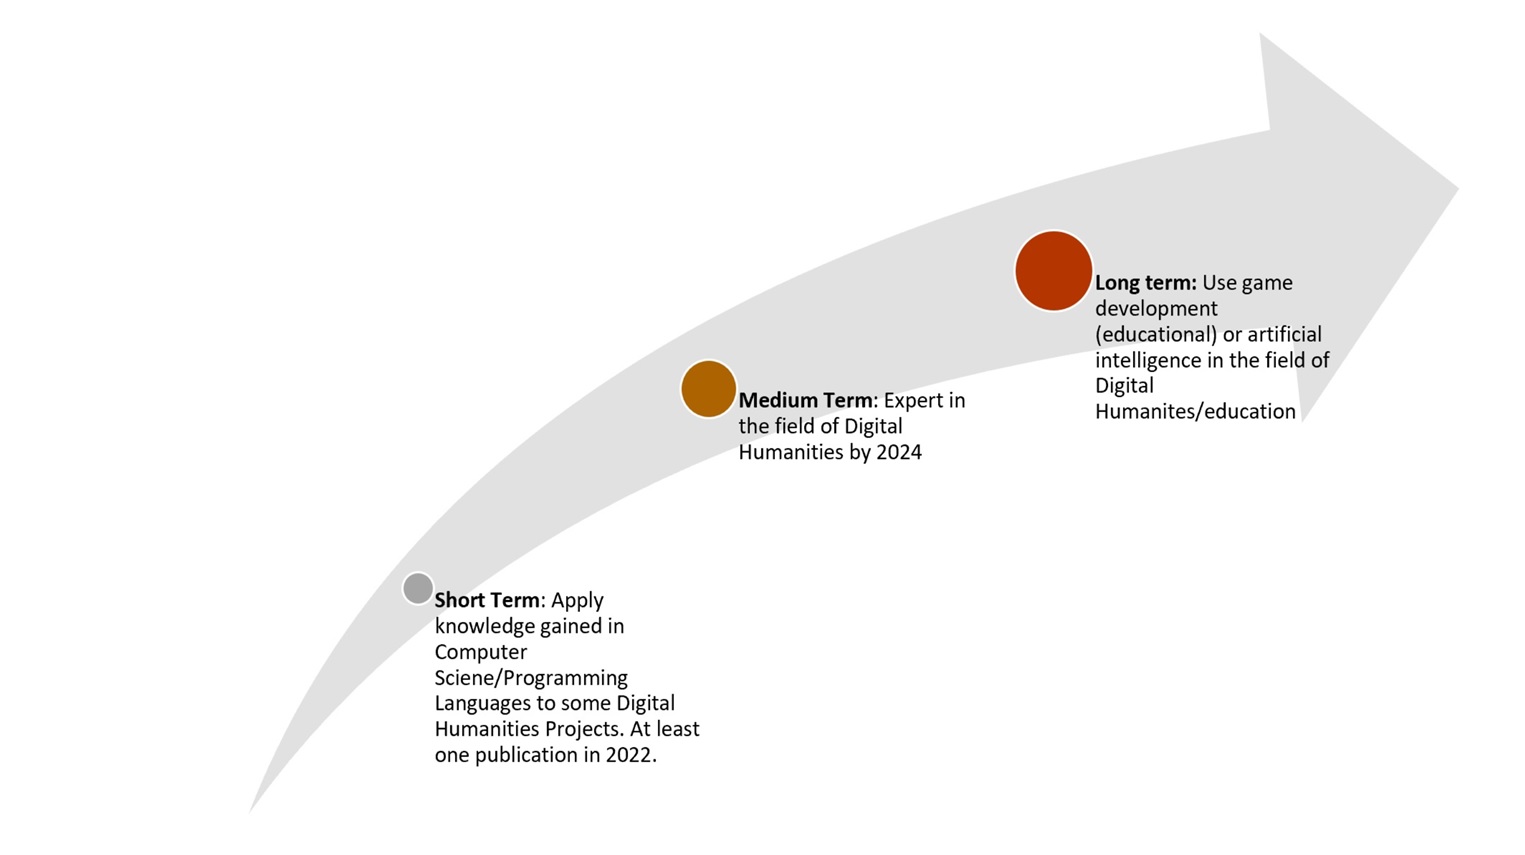 Long term: Use game
development
(educational) or artificial
intelligence in the field of
Digital
Humanites/education
Medium Term: Expert in
the field of Digital
Humanities by 2024
Short Term: Apply
knowledge gained in
Computer
Sciene/Programming
Languages to some Digital
Humanities Projects. At least
one publication in 2022.